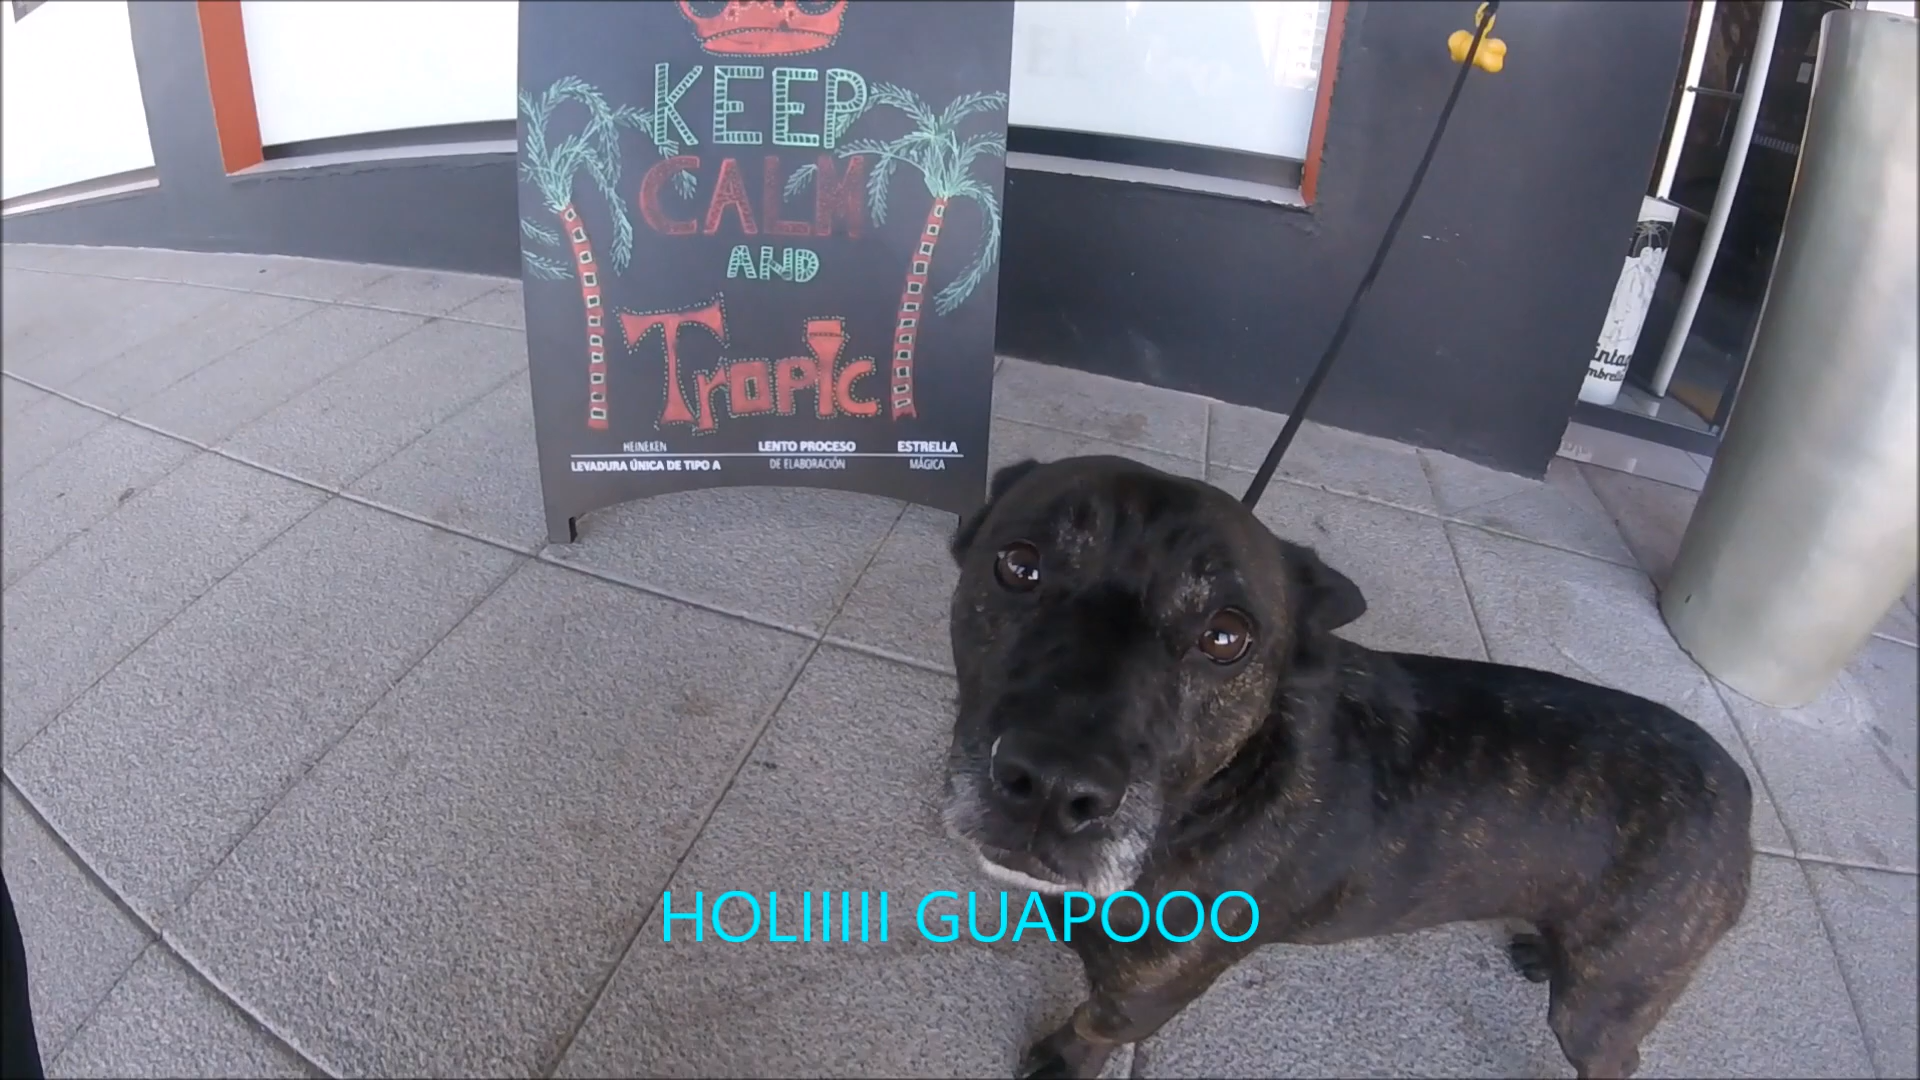 KEEP
CALM
AND
Tropic
HEINEKEN LENTO PROCESO ESTRELLA
LEVADURA ÚNICA DE TIPO A DE ELABORACIÓN MÁGICA
HOLIIIII GUAPOOO